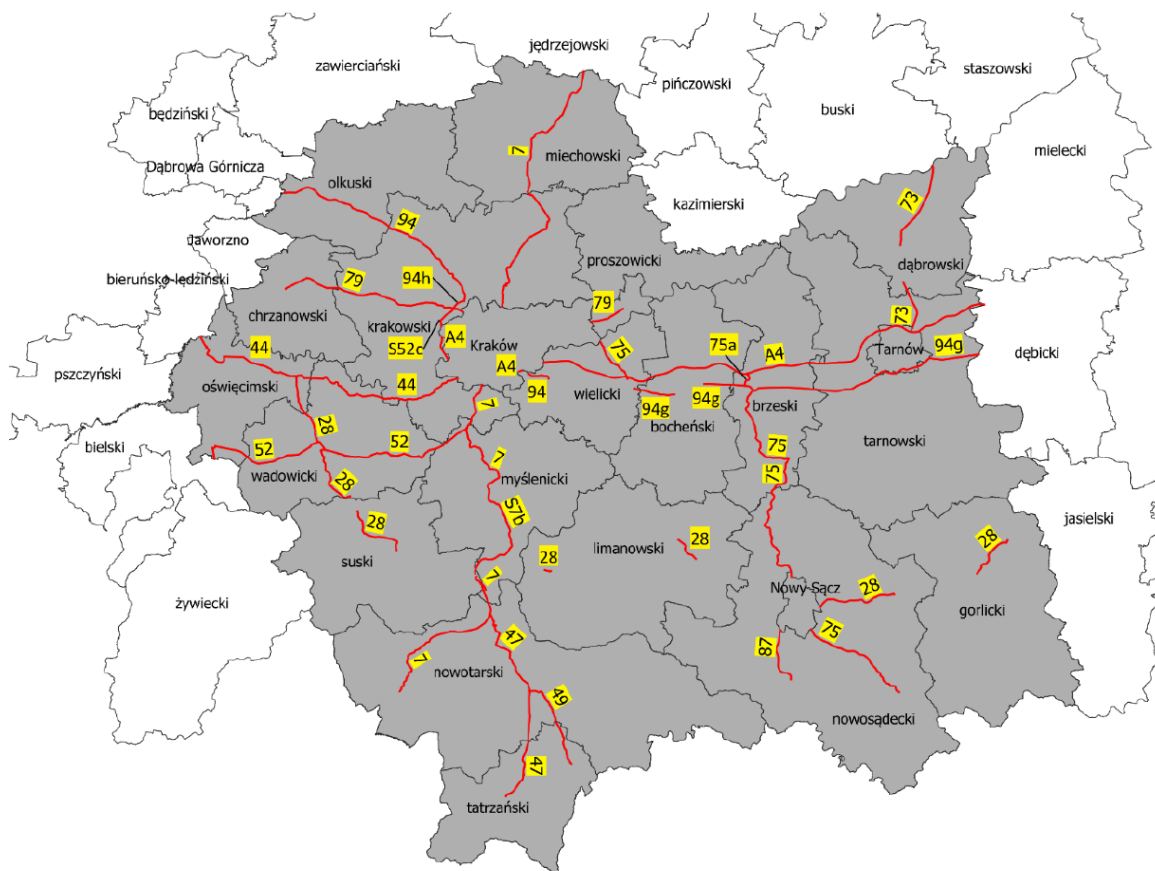 jędrzejowski
zawierciański
pińczowski
staszowski
będziński
buski
7
miechowski
mielecki
Dąbrowa Górnicza
olkuski
73
kazimierski
94
Jaworzno
proszowicki
dąbrowski
bieruńsko-lędziński
94h
79
79
chrzanowski
krakowski
73
A4
Kraków
75a
A4
Tarnów
94g
44
S52c
75
dębicki
pszczyński
A4
oświęcimski
44
94
wielicki
94g
94g
brzeski
7
bocheński
28
tarnowski
bielski
52
52
75
wadowicki
7
myślenicki
75
28
S7b
jasielski
28
28
limanowski
28
suski
28
7
Nowy Sącz
28
żywiecki
gorlicki
47
75
87
7
nowotarski
49
nowosądecki
47
tatrzański